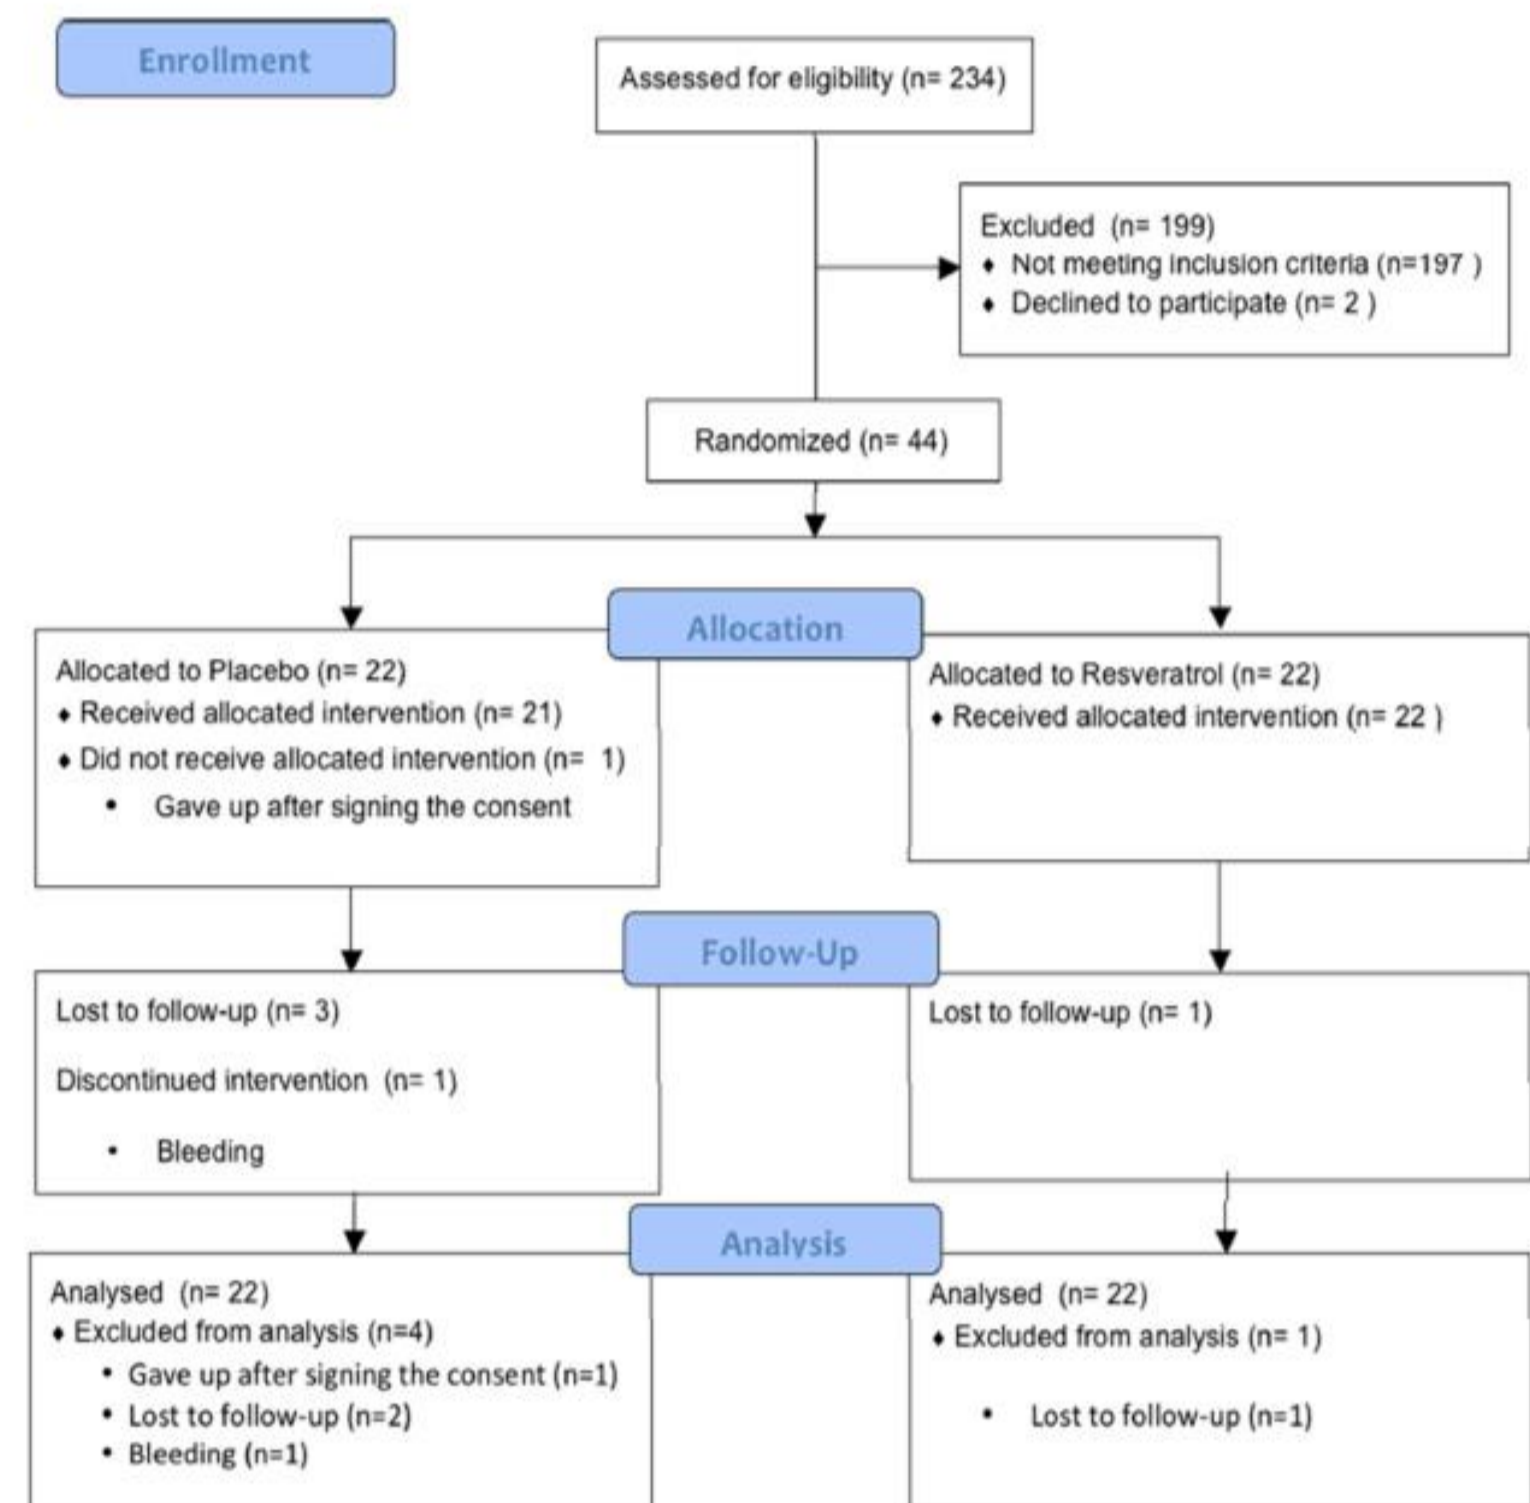 Enrollment
Assessed for eligibility (n= 234)
Excluded (n= 199)
♦ Not meeting inclusion criteria (n=197 )
♦ Declined to participate (n= 2 )
Randomized (n= 44)
Allocation
Allocated to Placebo (n= 22)
♦ Received allocated intervention (n= 21)
♦ Did not receive allocated intervention (n= 1)
• Gave up after signing the consent
Allocated to Resveratrol (n= 22)
♦ Received allocated intervention (n= 22 )
Follow-Up
Lost to follow-up (n= 3)
Discontinued intervention (n= 1)
• Bleeding
Lost to follow-up (n= 1)
Analysis
Analysed (n= 22)
♦ Excluded from analysis (n=4)
• Gave up after signing the consent (n=1)
• Lost to follow-up (n=2)
• Bleeding (n=1)
Analysed (n= 22)
♦ Excluded from analysis (n= 1)
• Lost to follow-up (n=1)